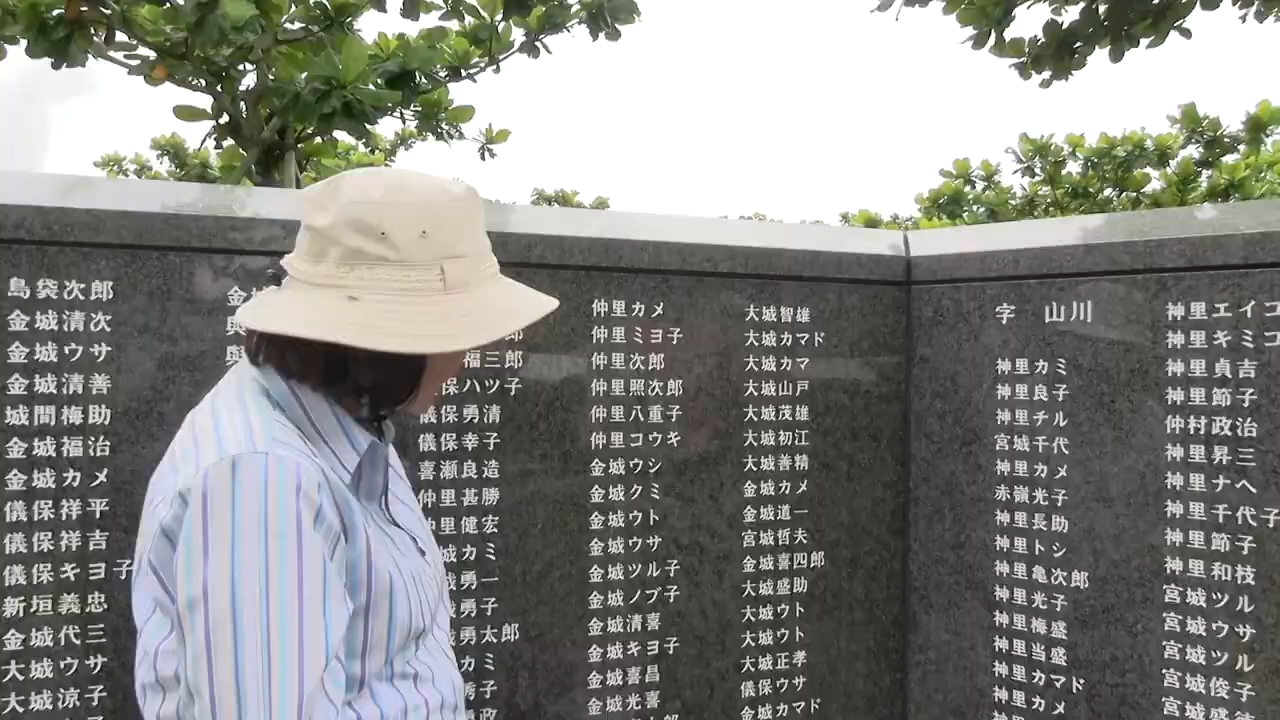 島袋次郎
金城清次
金城ウサ
金城清善
城間梅助
金城福治
金城カメ
儀保祥平
儀保祥吉
儀保キヨ子
新垣義忠
金城代三
大城ウサ
大城涼子
福三郎
保ハツ子
儀保勇清
儀保幸子
喜瀬良造
仲里甚勝
里健宏
城カミ
勇一
勇子
勇太郎
カミ
仲里カメ
仲里ミヨ子
仲里次郎
仲里照次郎
仲里八重子
仲里コウキ
金城ウシ
金城クミ
金城ウト
金城ウサ
金城ツル子
金城ノブ子
金城清喜
金城キヨ子
金城喜昌
金城光喜
大城智雄
大城カマド
大城カマ
大城山戸
大城茂雄
大城初江
大城善精
金城カメ
金城道一
宮城哲夫
金城喜四郎
大城盛助
大城ウト
大城ウト
大城正孝
儀保ウサ
金城カマド
字 山川
神里カミ
神里良子
神里チル
宮城千代
神里カメ
赤嶺光子
神里長助
神里トシ
神里亀次郎
神里光子
神里梅盛
神里当盛
神里カマド
神里カメ
神里エイコ
神里キミコ
神里貞吉
神里節子
仲村政治
神里昇三
神里ナヘ
神里千代子
神里節子
神里和枝
宮城ツル
宮城ウサ
宮城ツル
宮城俊子